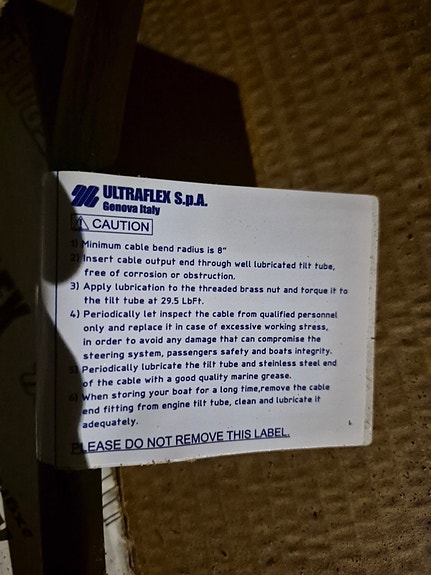 ULTRAFLEX S.p.A.
Genova Italy
CAUTION
1) Minimum cable bend radius is 8"
2) Insert cable output end through well lubricated tilt tube,
free of corrosion or obstruction.
3) Apply lubrication to the threaded brass nut and torque it to
the tilt tube at 29.5 LbFt.
4) Periodically let inspect the cable from qualified personnel
only and replace it in case of excessive working stress,
in order to avoid any damage that can compromise the
steering system, passengers safety and boats integrity.
5) Periodically lubricate the tilt tube and steinless steel end
of the cable with a good quality marine grease.
6) When storing your boat for a long time,remove the cable
end fitting from engine tilt tube, clean and lubricate it
adequately.
PLEASE DO NOT REMOVE THIS LABEL.